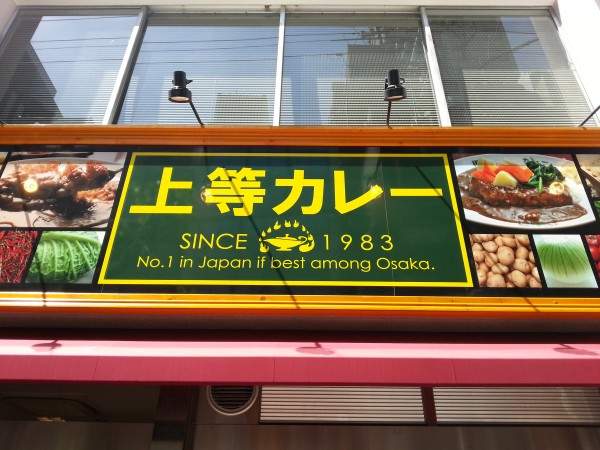 上等カレー
SINCE 1983
No.1 in Japan if best among Osaka.